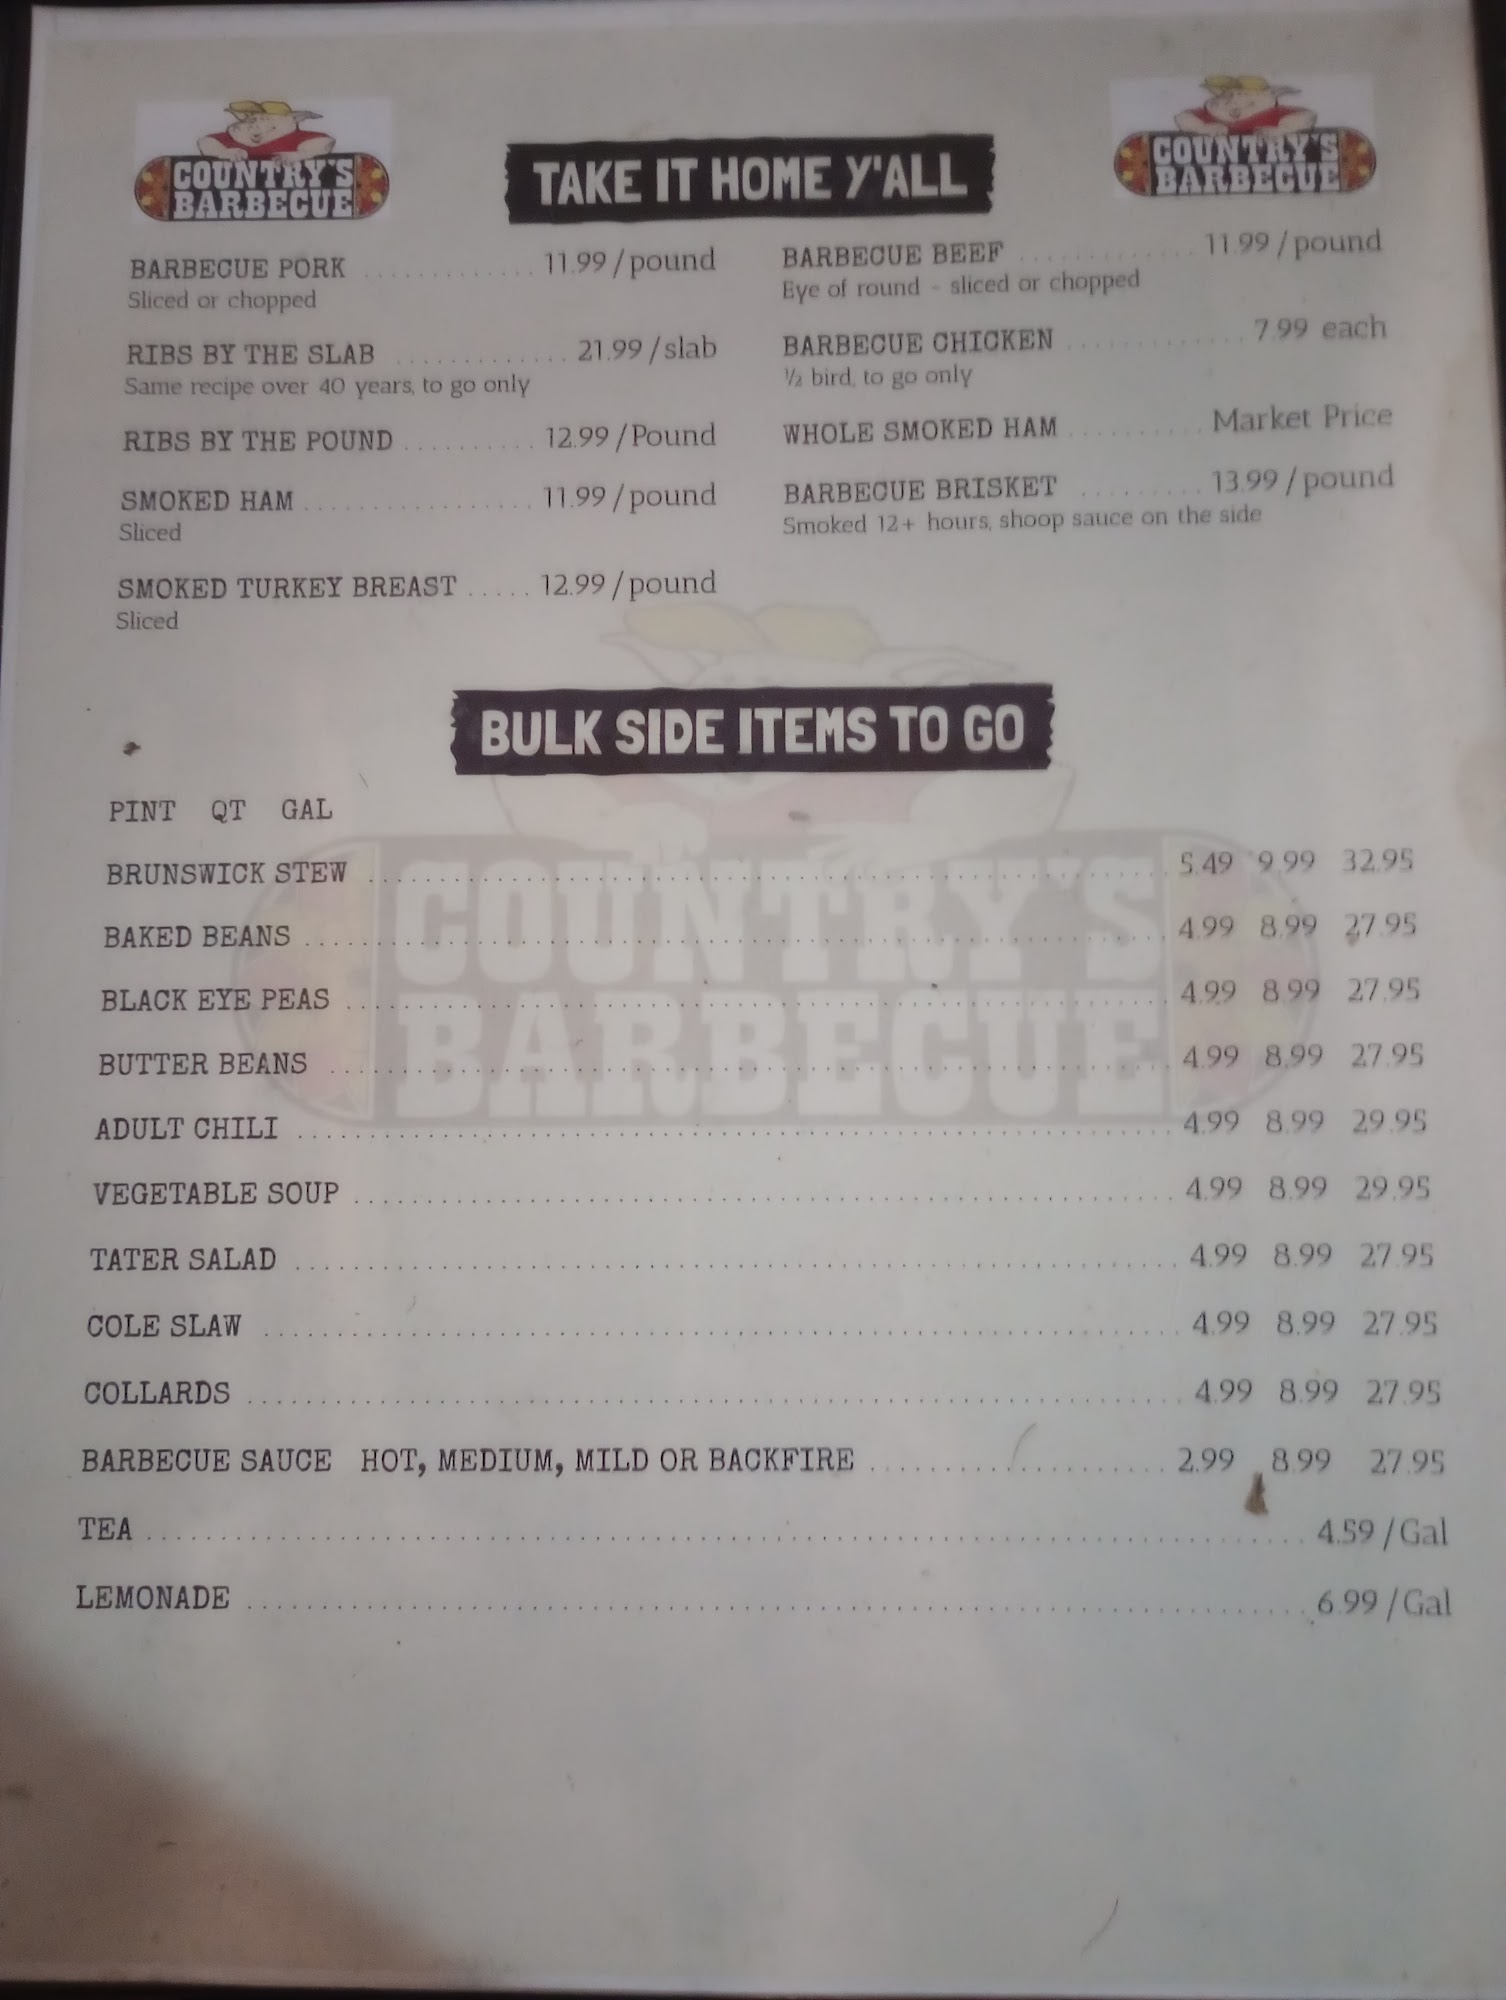 COUNTRY'S
BARBECUE
TAKE IT HOME Y'ALL
COUNTRY'S
BARBECUE
BARBECUE PORK ............ 11.99/pound
Sliced or chopped
RIBS BY THE SLAB ............ 21.99/slab
Same recipe over 40 years, to go only
RIBS BY THE POUND .......... 12.99/Pound
SMOKED HAM ................ 11.99/pound
Sliced
SMOKED TURKEY BREAST ..... 12.99/pound
Sliced
BARBECUE BEEF ............. 11.99/pound
Eye of round - sliced or chopped
BARBECUE CHICKEN ............. 7.99 each
½ bird, to go only
WHOLE SMOKED HAM .......... Market Price
BARBECUE BRISKET ......... 13.99/pound
Smoked 12+ hours, shoop sauce on the side
BULK SIDE ITEMS TO GO
PINT QT GAL
BRUNSWICK STEW ........ 5.49 9.99 32.95
BAKED BEANS ........ 4.99 8.99 27.95
BLACK EYE PEAS ........ 4.99 8.99 27.95
BUTTER BEANS ........ 4.99 8.99 27.95
ADULT CHILI ........ 4.99 8.99 29.95
VEGETABLE SOUP ........ 4.99 8.99 29.95
TATER SALAD ........ 4.99 8.99 27.95
COLE SLAW ........ 4.99 8.99 27.95
COLLARDS ........ 4.99 8.99 27.95
BARBECUE SAUCE HOT, MEDIUM, MILD OR BACKFIRE ........ 2.99 8.99 27.95
TEA ........ 4.59/Gal
LEMONADE ........ 6.99/Gal
COUNTRY'S
BARBECUE